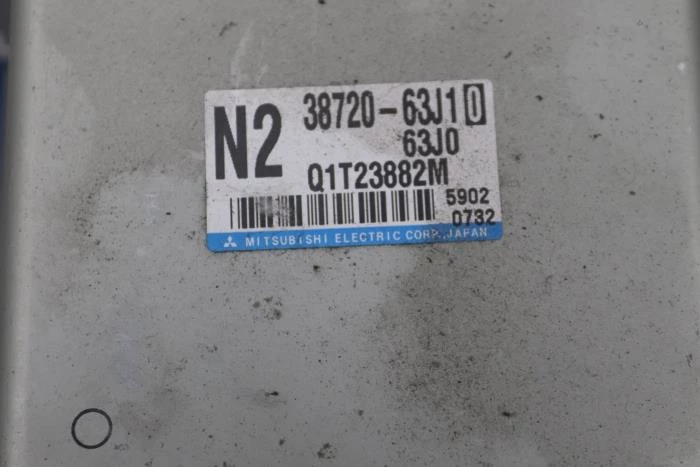 N2
38720-63J10
63J0
Q1T23882M
5902
0732
MITSUBISHI ELECTRIC CORP.JAPAN